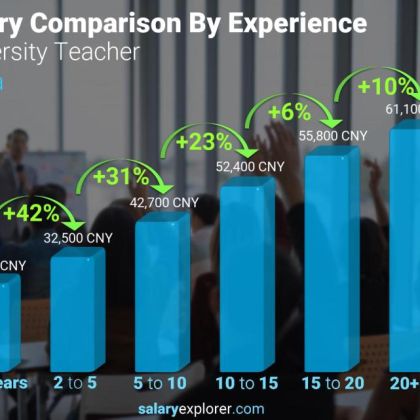 ry Comparison By Experience
ersity Teacher
a
+42%
+31%
+23%
+6%
+10%
CNY
32,500 CNY
42,700 CNY
52,400 CNY
55,800 CNY
61,100
ears
2 to 5
5 to 10
10 to 15
15 to 20
20+
salaryexplorer.com